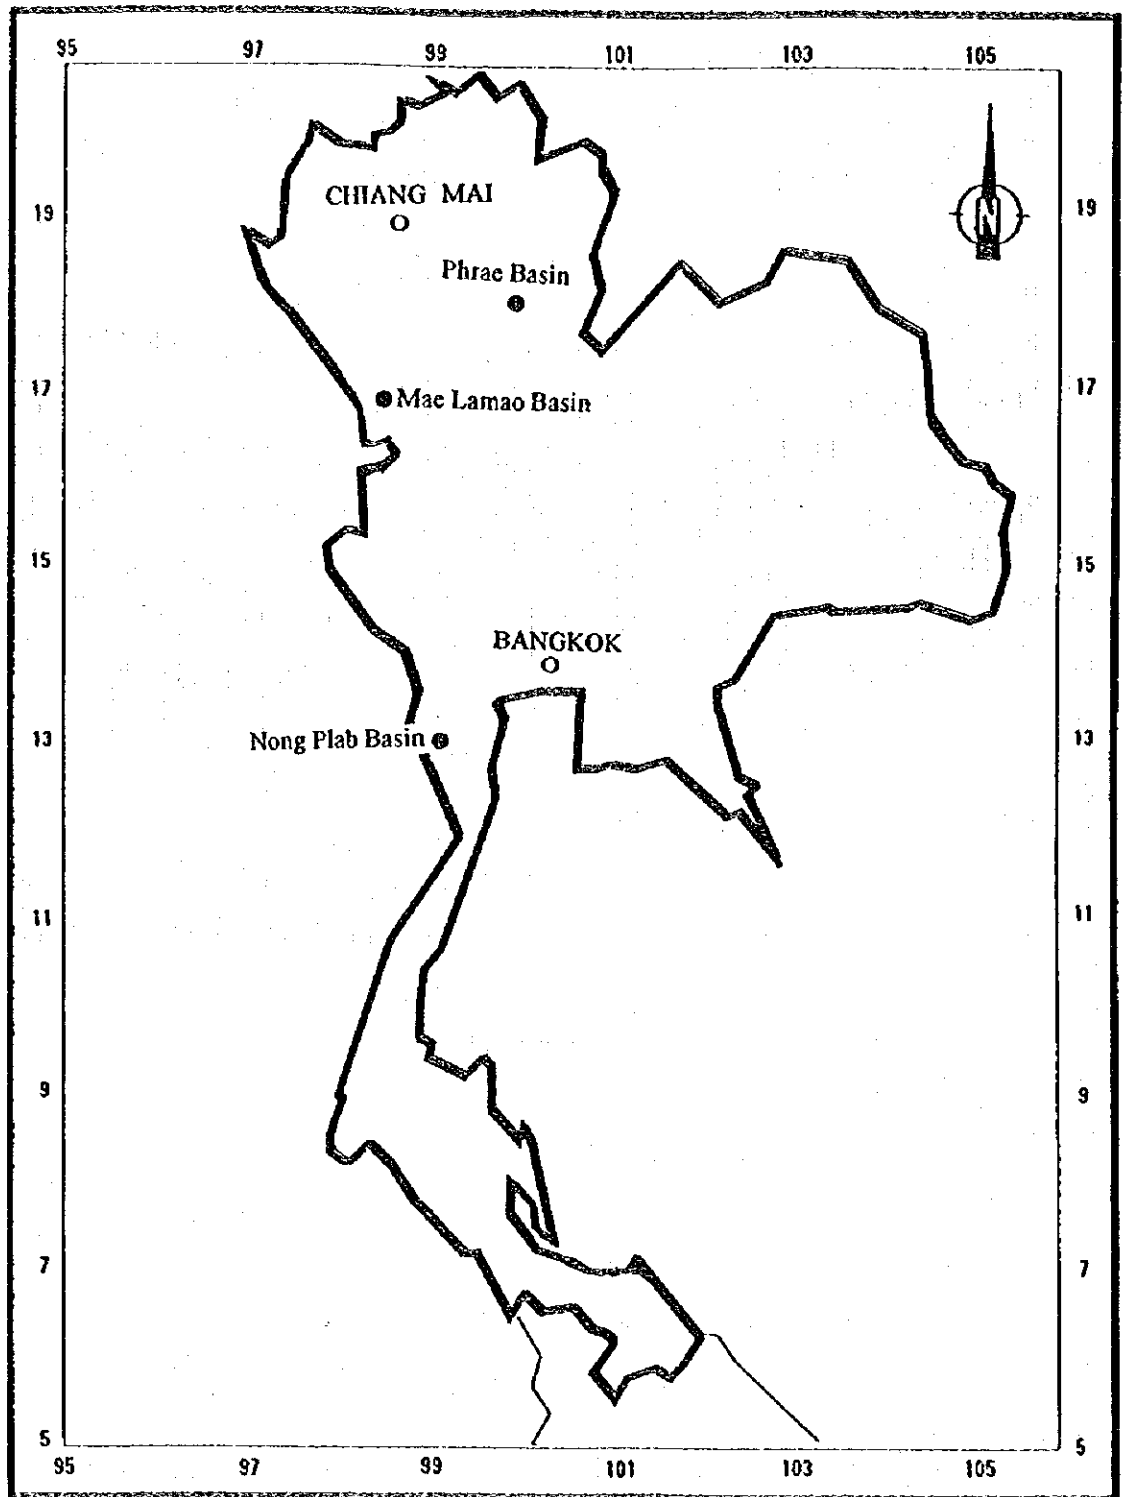 95 97 99 101 103 105
CHIANG MAI
19 19
Phrae Basin
17 Mae Lamao Basin 17
15 15
BANGKOK
13 Nong Plab Basin 13
11 11
9 9
7 7
5 5
95 97 99 101 103 105